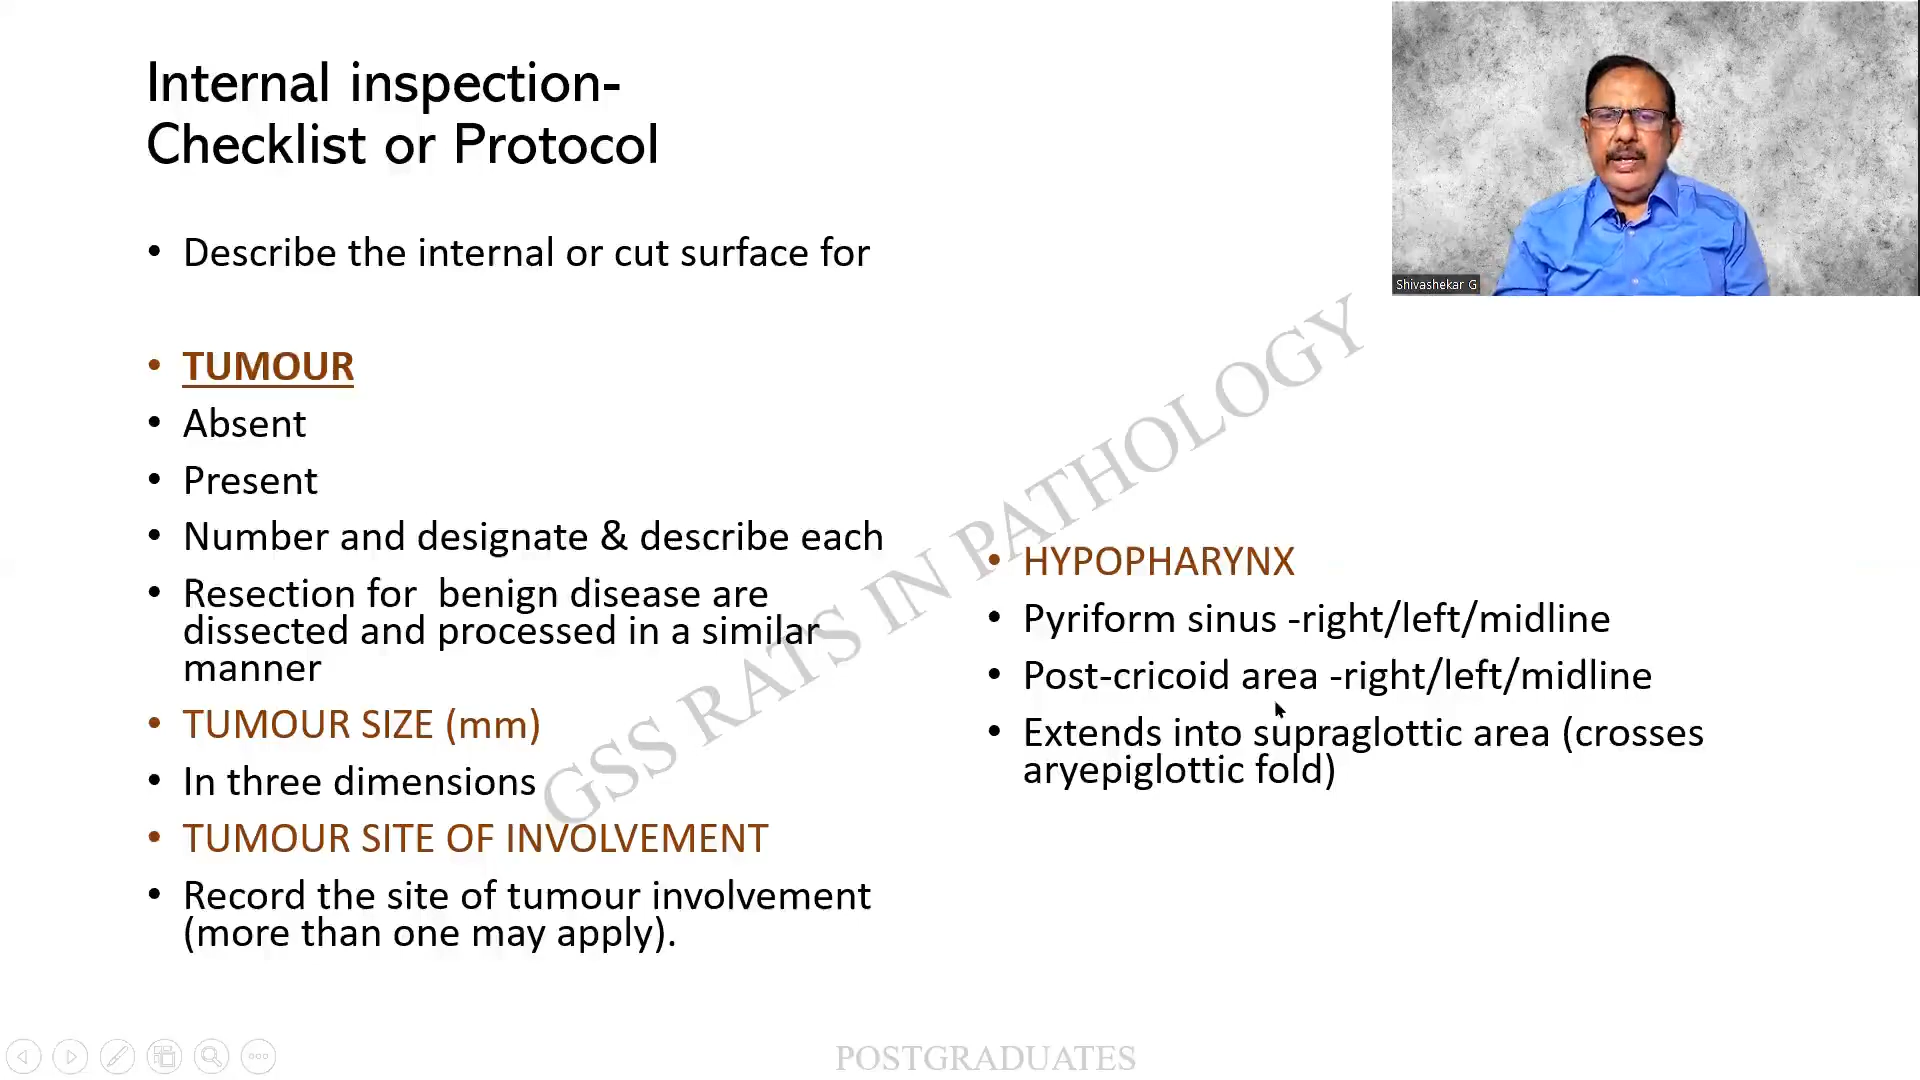 Internal inspection-
Checklist or Protocol
• Describe the internal or cut surface for
• TUMOUR
• Absent
• Present
• Number and designate & describe each
• Resection for  benign disease are
dissected and processed in a similar
manner
• TUMOUR SIZE (mm)
• In three dimensions
• TUMOUR SITE OF INVOLVEMENT
• Record the site of tumour involvement
(more than one may apply).
• HYPOPHARYNX
• Pyriform sinus -right/left/midline
• Post-cricoid area -right/left/midline
• Extends into supraglottic area (crosses
aryepiglottic fold)
Shivashekar G
GSS RATS IN PATHOLOGY
POSTGRADUATES